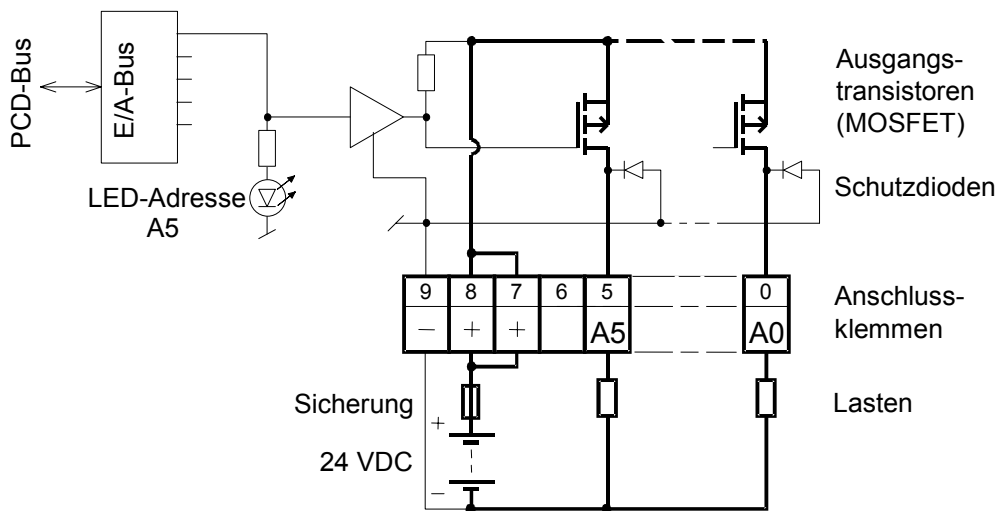 PCD-Bus
E/A-Bus
LED-Adresse
A5
Ausgangs-
transistoren
(MOSFET)
Schutzdioden
9 8 7 6 5 0
– + + A5 A0
Anschluss-
klemmen
Sicherung
+
24 VDC
–
Lasten